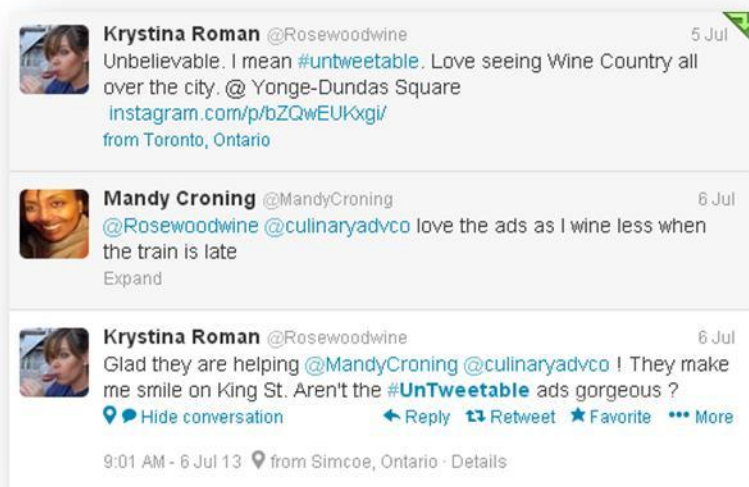 Krystina Roman @Rosewoodwine 5 Jul
Unbelievable. I mean #untweetable. Love seeing Wine Country all
over the city. @ Yonge-Dundas Square
instagram.com/p/bZQwEUKxgi/
from Toronto, Ontario
Mandy Croning @MandyCroning 6 Jul
@Rosewoodwine @culinaryadvco love the ads as I wine less when
the train is late
Expand
Krystina Roman @Rosewoodwine 6 Jul
Glad they are helping @MandyCroning @culinaryadvco ! They make
me smile on King St. Aren't the #UnTweetable ads gorgeous ?
Hide conversation Reply Retweet Favorite More
9:01 AM - 6 Jul 13 from Simcoe, Ontario · Details